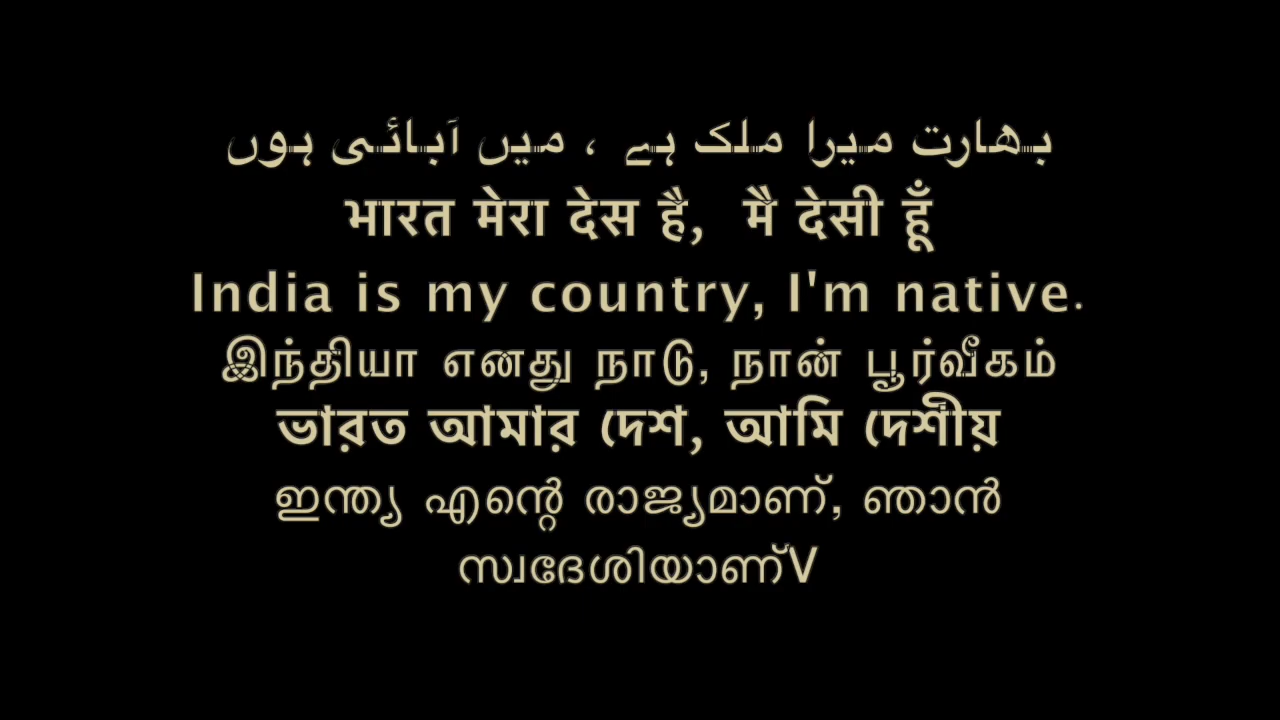 بھارت میرا ملک ہے ، میں آبائی ہوں
भारत मेरा देस है, मै देसी हूँ
India is my country, I'm native.
இந்தியா எனது நாடு, நான் பூர்வீகம்
ভারত আমার দেশ, আমি দেশীয়
ഇന്ത്യ എന്റെ രാജ്യമാണ്, ഞാൻ
സ്വദേശിയാണ്V